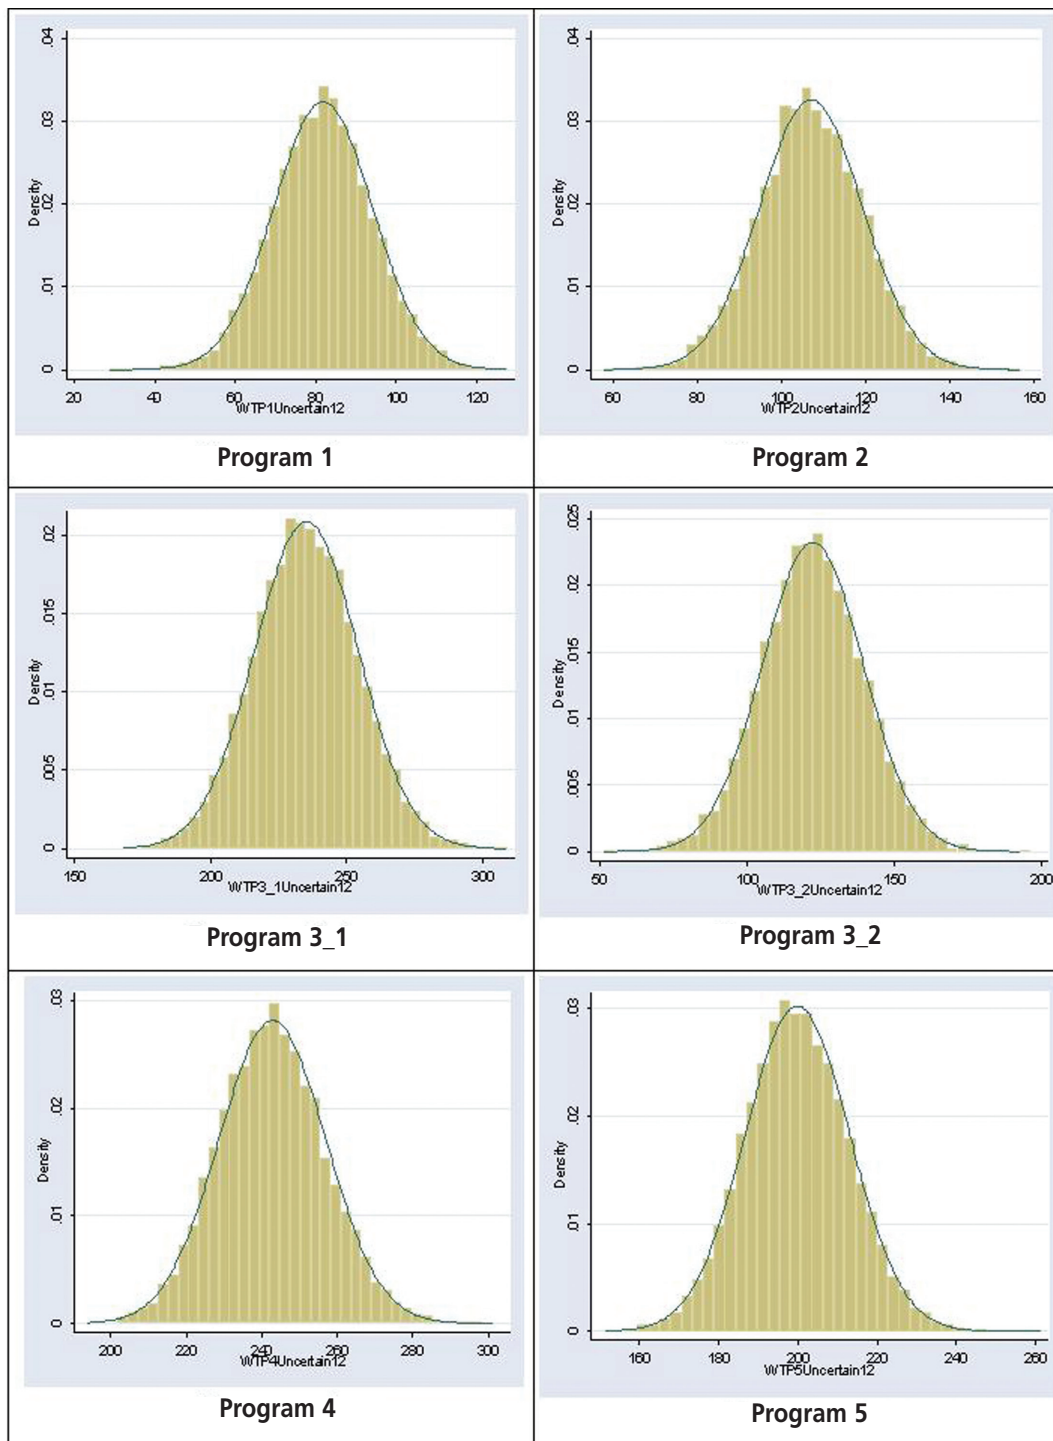 .04
.03
.02
.01
0
Density
20 40 60 80 100 120
WTP1Uncertain12
Program 1
.04
.03
.02
.01
0
Density
60 80 100 120 140 160
WTP2Uncertain12
Program 2
.02
.015
.01
.005
0
Density
150 200 250 300
WTP3_1Uncertain12
Program 3_1
.025
.02
.015
.01
.005
0
Density
50 100 150 200
WTP3_2Uncertain12
Program 3_2
.03
.02
.01
0
Density
200 220 240 260 280 300
WTP4Uncertain12
Program 4
.03
.02
.01
0
Density
160 180 200 220 240 260
WTP5Uncertain12
Program 5